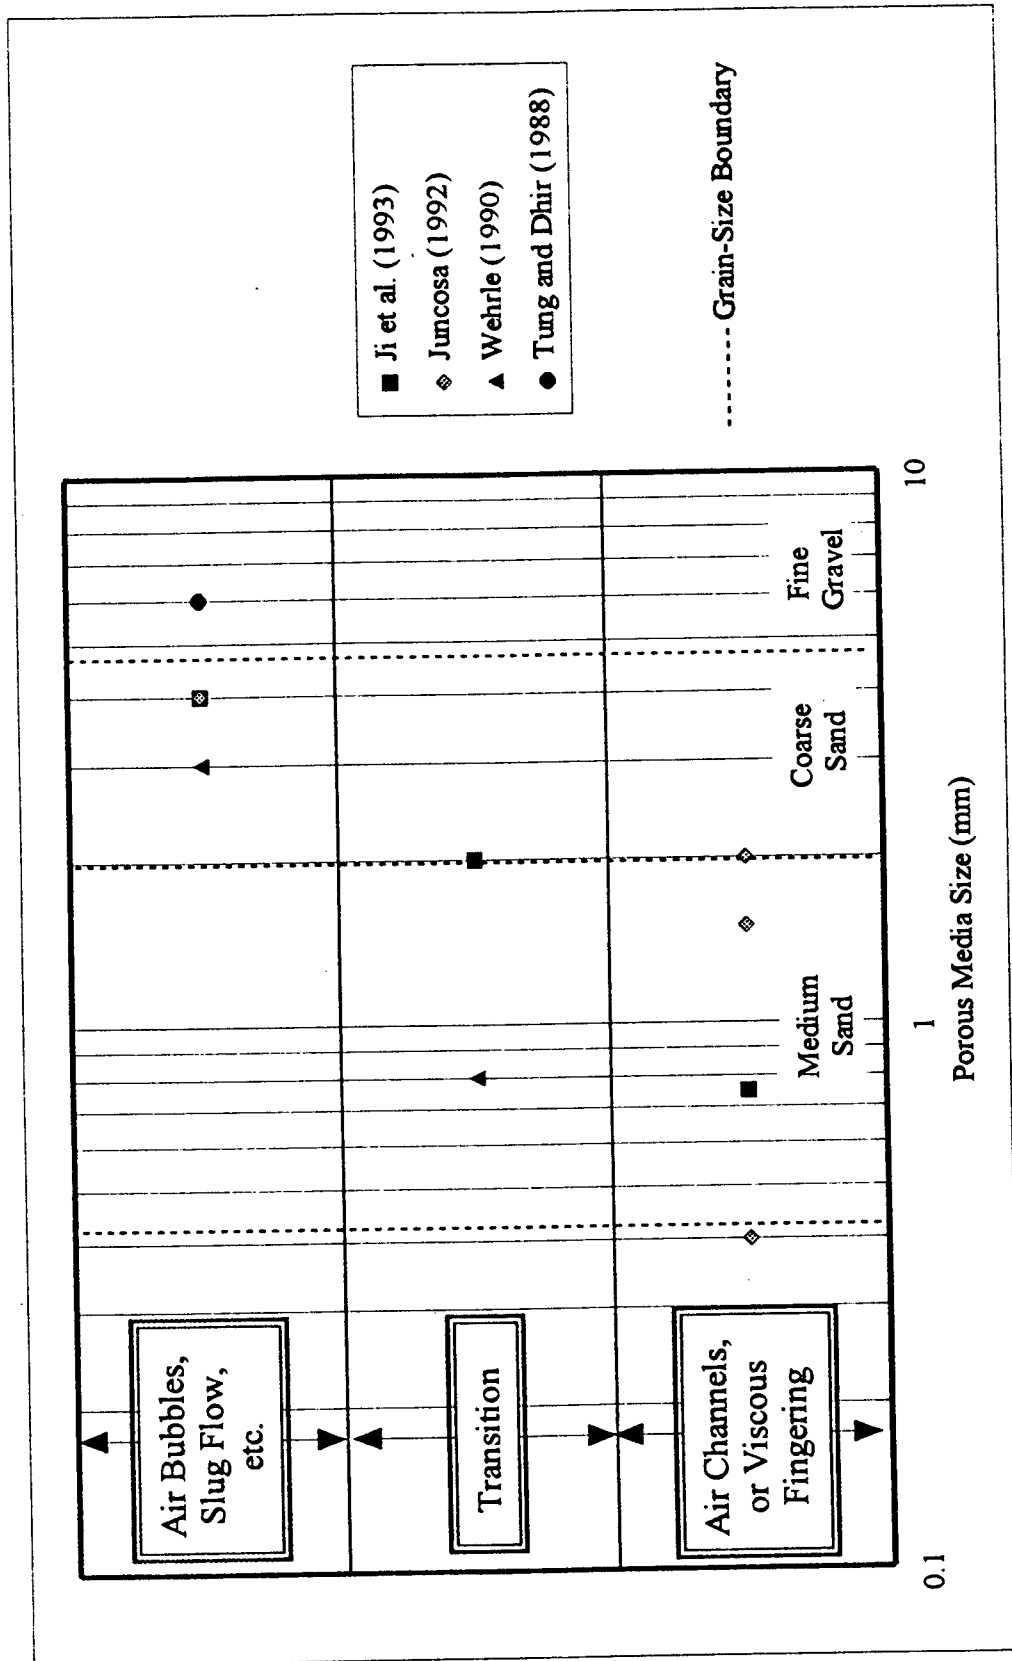 Air Bubbles,
Slug Flow,
etc.
Transition
Air Channels,
or Viscous
Fingering
Medium
Sand
Coarse
Sand
Fine
Gravel
0.1
1
10
Porous Media Size (mm)
Ji et al. (1993)
Juncosa (1992)
Wehrle (1990)
Tung and Dhir (1988)
Grain-Size Boundary